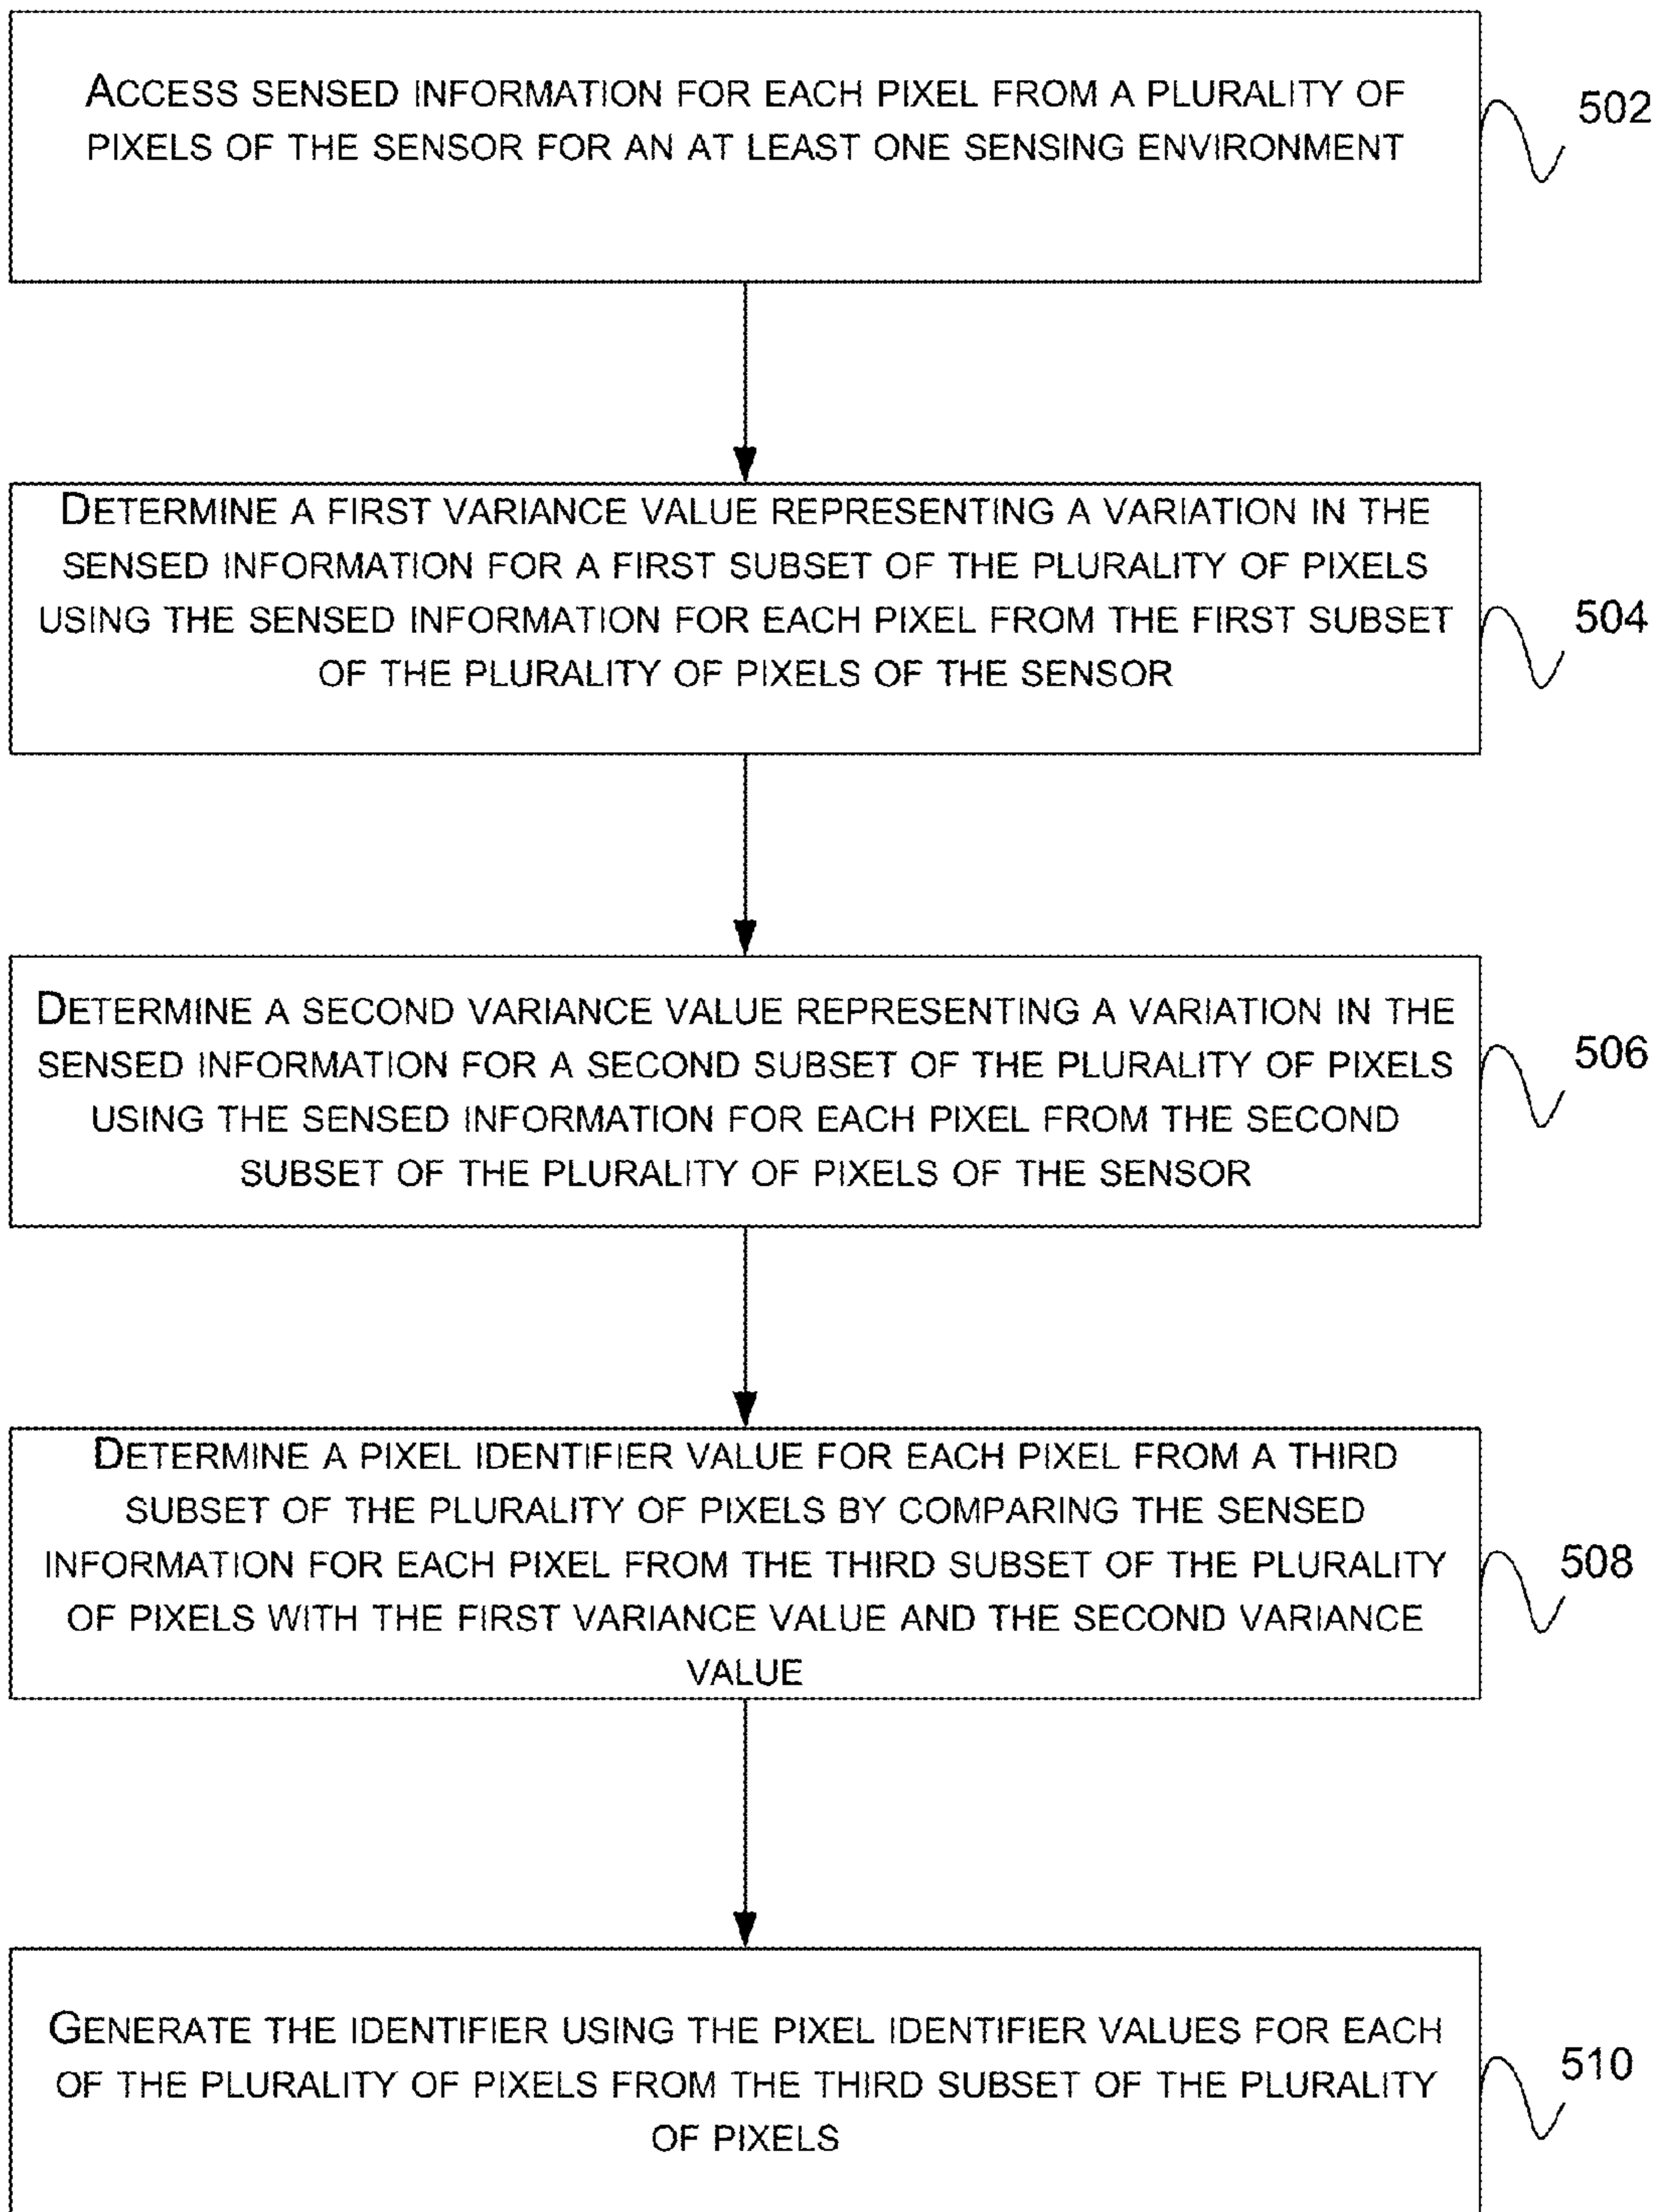 ACCESS SENSED INFORMATION FOR EACH PIXEL FROM A PLURALITY OF
PIXELS OF THE SENSOR FOR AN AT LEAST ONE SENSING ENVIRONMENT
502
DETERMINE A FIRST VARIANCE VALUE REPRESENTING A VARIATION IN THE
SENSED INFORMATION FOR A FIRST SUBSET OF THE PLURALITY OF PIXELS
USING THE SENSED INFORMATION FOR EACH PIXEL FROM THE FIRST SUBSET
OF THE PLURALITY OF PIXELS OF THE SENSOR
504
DETERMINE A SECOND VARIANCE VALUE REPRESENTING A VARIATION IN THE
SENSED INFORMATION FOR A SECOND SUBSET OF THE PLURALITY OF PIXELS
USING THE SENSED INFORMATION FOR EACH PIXEL FROM THE SECOND
SUBSET OF THE PLURALITY OF PIXELS OF THE SENSOR
506
DETERMINE A PIXEL IDENTIFIER VALUE FOR EACH PIXEL FROM A THIRD
SUBSET OF THE PLURALITY OF PIXELS BY COMPARING THE SENSED
INFORMATION FOR EACH PIXEL FROM THE THIRD SUBSET OF THE PLURALITY
OF PIXELS WITH THE FIRST VARIANCE VALUE AND THE SECOND VARIANCE
VALUE
508
GENERATE THE IDENTIFIER USING THE PIXEL IDENTIFIER VALUES FOR EACH
OF THE PLURALITY OF PIXELS FROM THE THIRD SUBSET OF THE PLURALITY
OF PIXELS
510